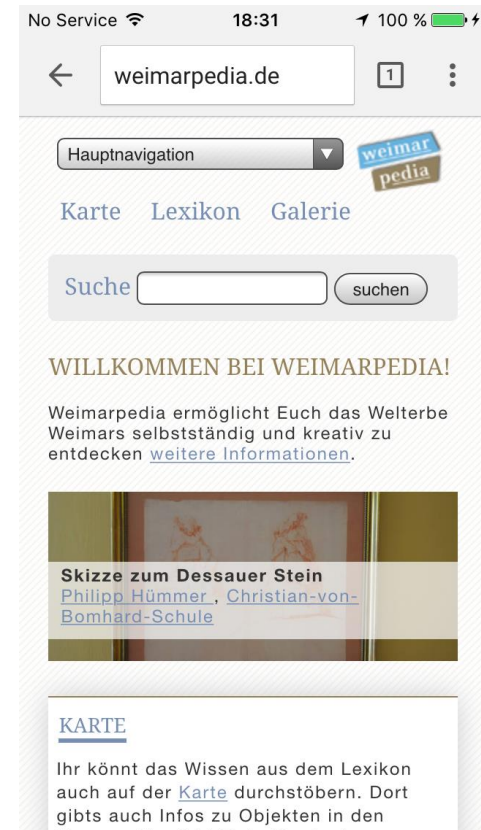 No Service 18:31 100 %
weimarpedia.de 1
Hauptnavigation
weimar
pedia
Karte Lexikon Galerie
Suche suchen
WILLKOMMEN BEI WEIMARPEDIA!
Weimarpedia ermöglicht Euch das Welterbe
Weimars selbstständig und kreativ zu
entdecken weitere Informationen.
Skizze zum Dessauer Stein
Philipp Hümmer , Christian-von-
Bomhard-Schule
KARTE
Ihr könnt das Wissen aus dem Lexikon
auch auf der Karte durchstöbern. Dort
gibts auch Infos zu Objekten in den